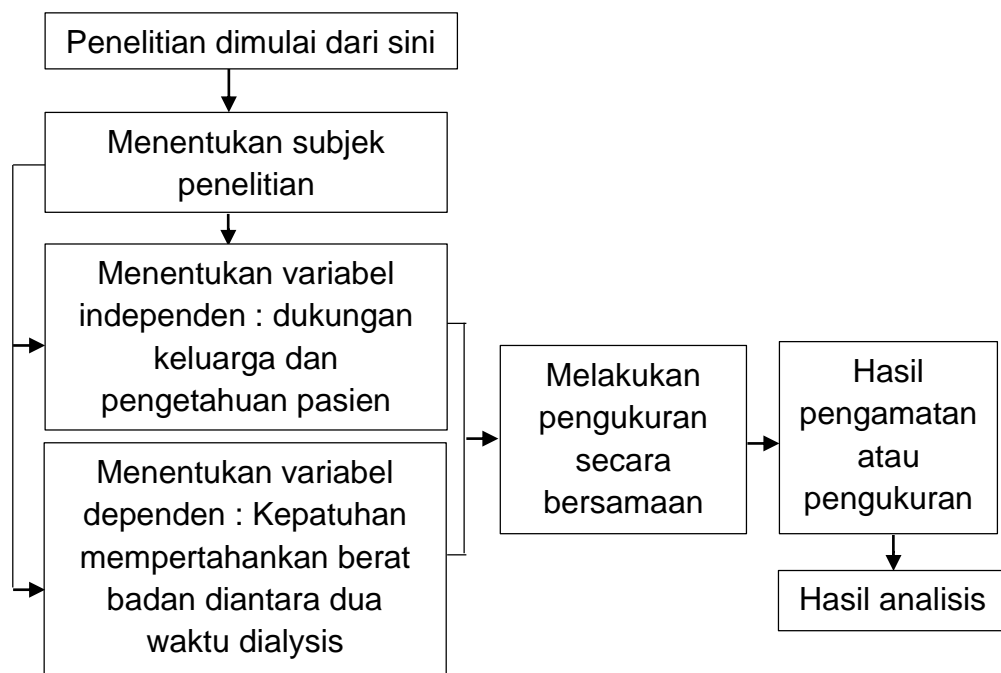 Penelitian dimulai dari sini
Menentukan subjek
penelitian
Menentukan variabel
independen : dukungan
keluarga dan
pengetahuan pasien
Menentukan variabel
dependen : Kepatuhan
mempertahankan berat
badan diantara dua
waktu dialysis
Melakukan
pengukuran
secara
bersamaan
Hasil
pengamatan
atau
pengukuran
Hasil analisis